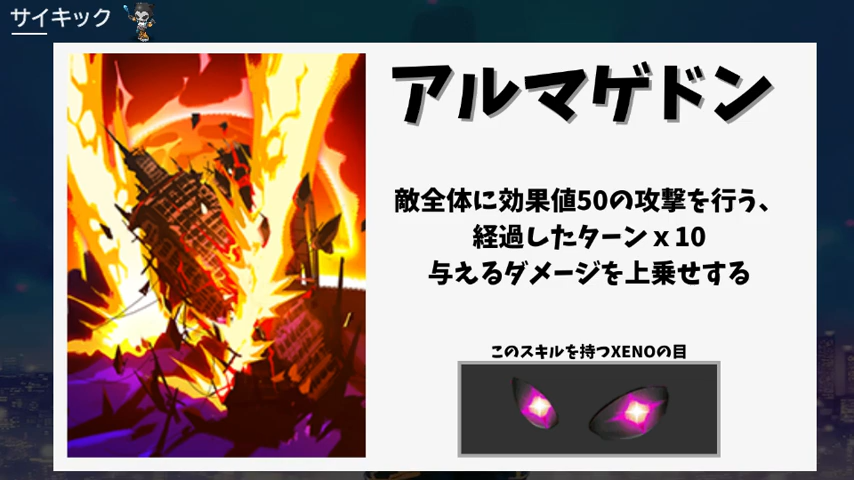 サイキック
アルマゲドン
敵全体に効果値50の攻撃を行う、
経過したターン x 10
与えるダメージを上乗せする
このスキルを持つXENOの目